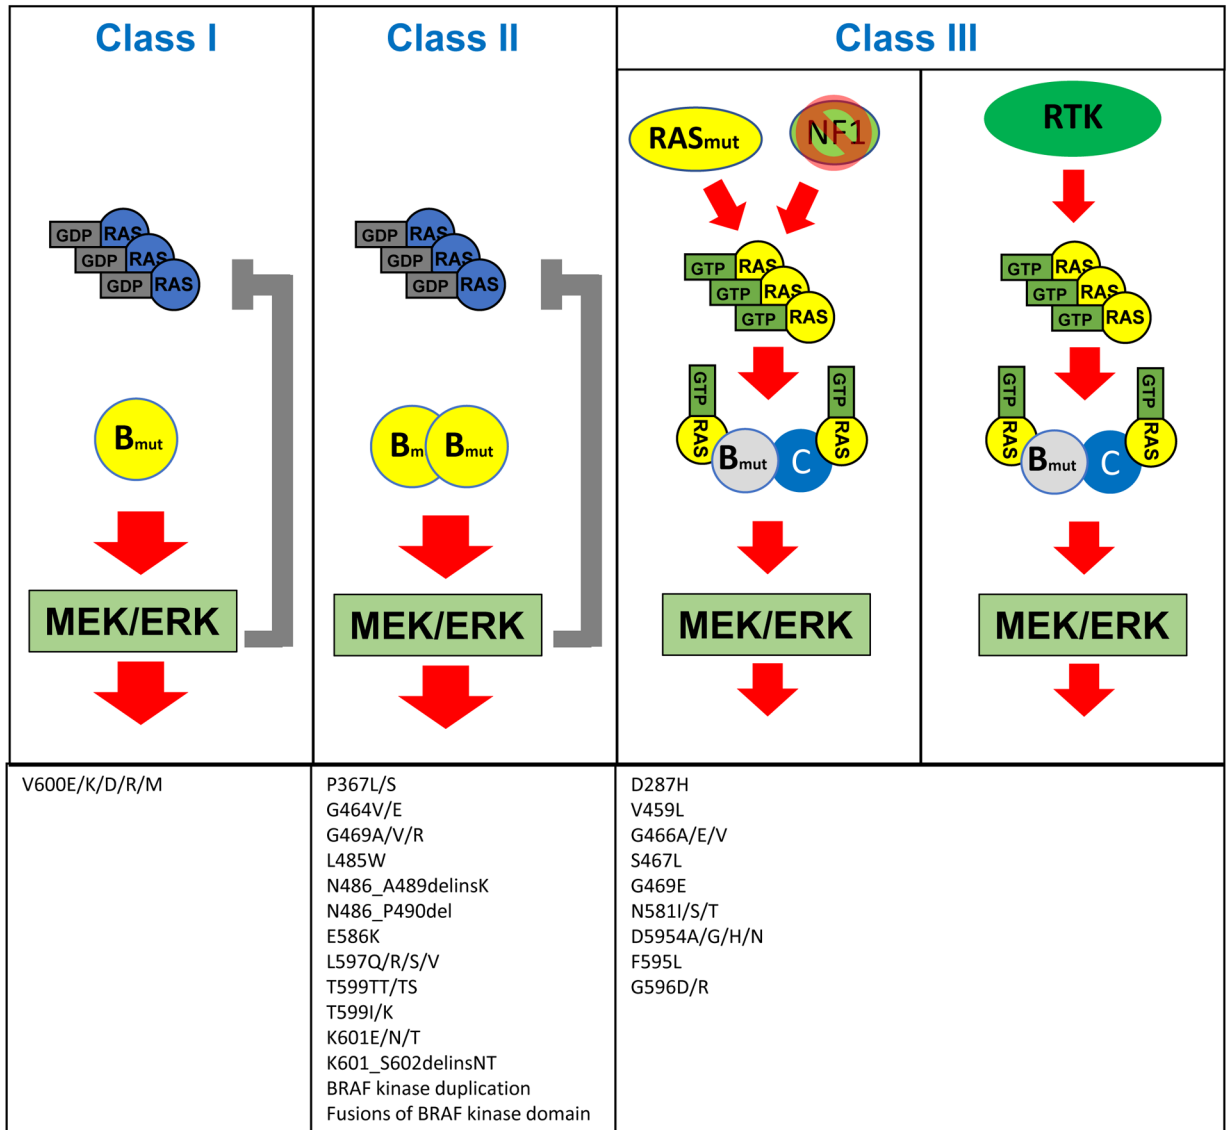 Class I
Class II
Class III
RASmut
NF1
RTK
GDP RAS
GDP RAS
GDP RAS
GDP RAS
GDP RAS
GDP RAS
GTP RAS
GTP RAS
GTP RAS
GTP RAS
GTP RAS
GTP RAS
GTP
RAS
GTP
RAS
GTP
RAS
GTP
RAS
Bmut
Bm
Bmut
Bmut
C
Bmut
C
MEK/ERK
MEK/ERK
MEK/ERK
MEK/ERK
V600E/K/D/R/M
P367L/S
G464V/E
G469A/V/R
L485W
N486_A489delinsK
N486_P490del
E586K
L597Q/R/S/V
T599TT/TS
T599I/K
K601E/N/T
K601_S602delinsNT
BRAF kinase duplication
Fusions of BRAF kinase domain
D287H
V459L
G466A/E/V
S467L
G469E
N581I/S/T
D5954A/G/H/N
F595L
G596D/R